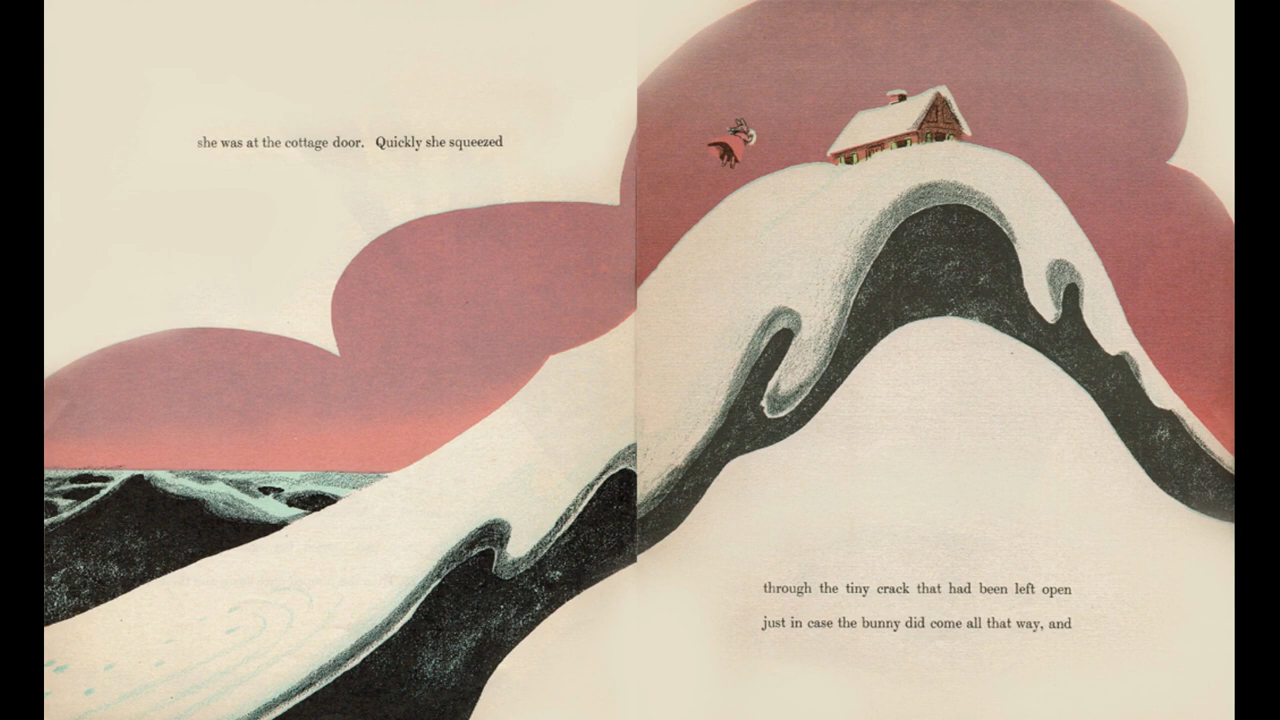 she was at the cottage door. Quickly she squeezed
through the tiny crack that had been left open
just in case the bunny did come all that way, and